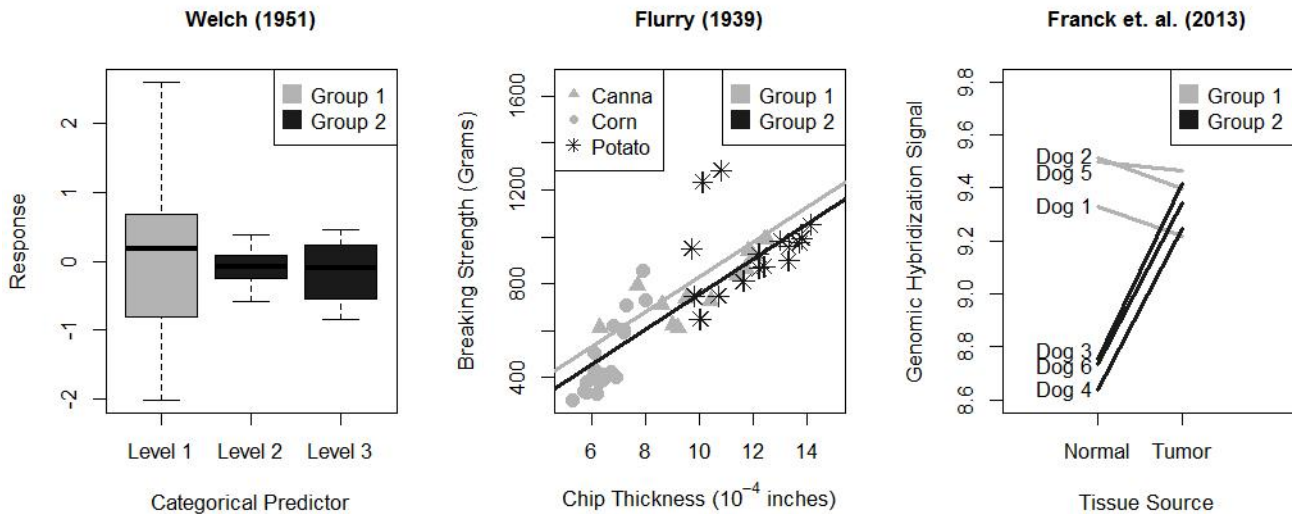 Welch (1951)
Response
2
1
0
-1
-2
Group 1
Group 2
Level 1 Level 2 Level 3
Categorical Predictor
Flurry (1939)
Breaking Strength (Grams)
1600
1200
800
400
Canna
Corn
Potato
Group 1
Group 2
6 8 10 12 14
Chip Thickness (10⁻⁴ inches)
Franck et. al. (2013)
Genomic Hybridization Signal
9.8
9.6
9.4
9.2
9.0
8.8
8.6
Group 1
Group 2
Dog 2
Dog 5
Dog 1
Dog 3
Dog 6
Dog 4
Normal Tumor
Tissue Source